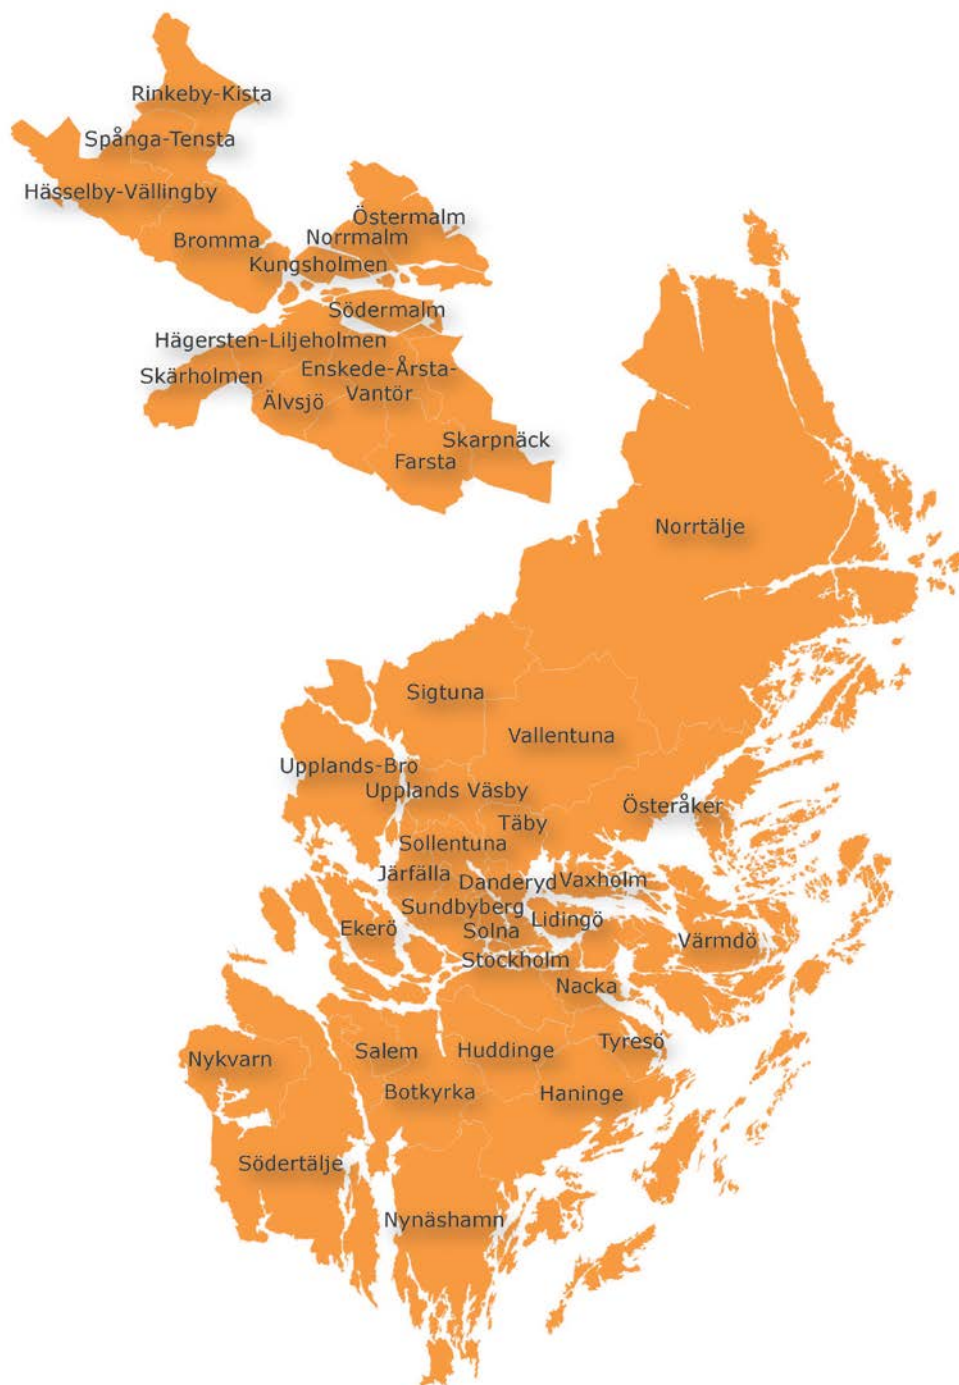 Rinkeby-Kista
Spånga-Tensta
Hässelby-Vällingby
Bromma
Östermalm
Norrmalm
Kungsholmen
Södermalm
Hägersten-Liljeholmen
Skärholmen
Enskede-Årsta-
Vantör
Älvsjö
Skarpnäck
Farsta
Norrtälje
Sigtuna
Vallentuna
Upplands-Bro
Upplands Väsby
Österåker
Täby
Sollentuna
Järfälla
Danderyd
Vaxholm
Sundbyberg
Lidingö
Ekerö
Solna
Värmdö
Stockholm
Nacka
Tyresö
Nykvarn
Salem
Huddinge
Botkyrka
Haninge
Södertälje
Nynäshamn